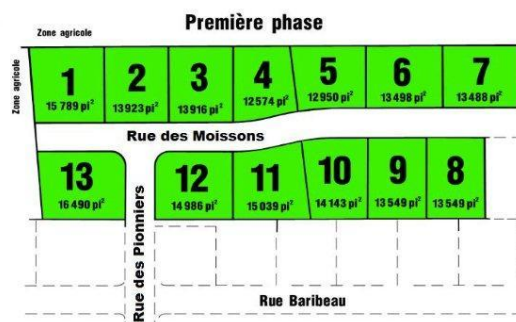 Première phase
Zone agricole
Zone agricole
1
15 789 pi²
2
13 923 pi²
3
13 916 pi²
4
12 574 pi²
5
12 950 pi²
6
13 498 pi²
7
13 488 pi²
Rue des Moissons
13
16 490 pi²
12
14 986 pi²
11
15 039 pi²
10
14 143 pi²
9
13 549 pi²
8
13 549 pi²
Rue des Pionniers
Rue Baribeau